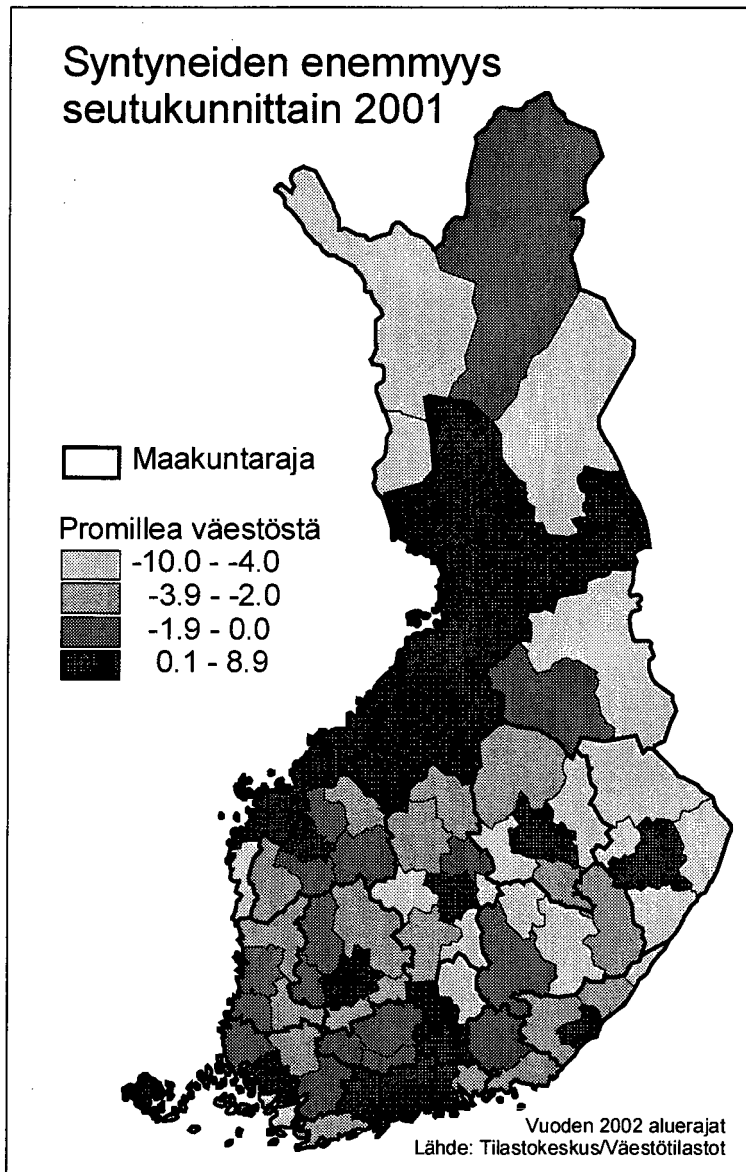 Syntyneiden enemmyys
seutukunnittain 2001
Maakuntaraja
Promillea väestöstä
-10.0 - -4.0
-3.9 - -2.0
-1.9 - 0.0
0.1 - 8.9
Vuoden 2002 aluerajat
Lähde: Tilastokeskus/Väestötilastot